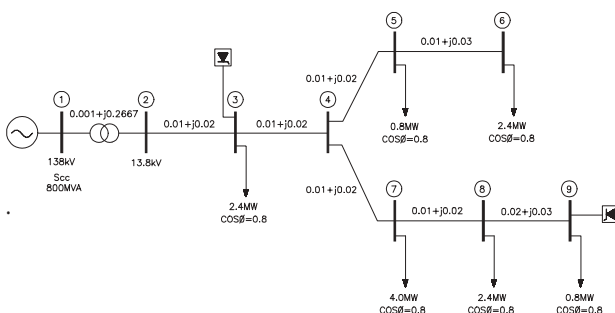 5
0.01+j0.03
6
0.01+j0.02
1
0.001+j0.2667
2
0.01+j0.02
3
0.01+j0.02
4
0.8MW
COSØ=0.8
2.4MW
COSØ=0.8
138kV
13.8kV
Scc
800MVA
0.01+j0.02
7
0.01+j0.02
8
0.02+j0.03
9
2.4MW
COSØ=0.8
4.0MW
COSØ=0.8
2.4MW
COSØ=0.8
0.8MW
COSØ=0.8